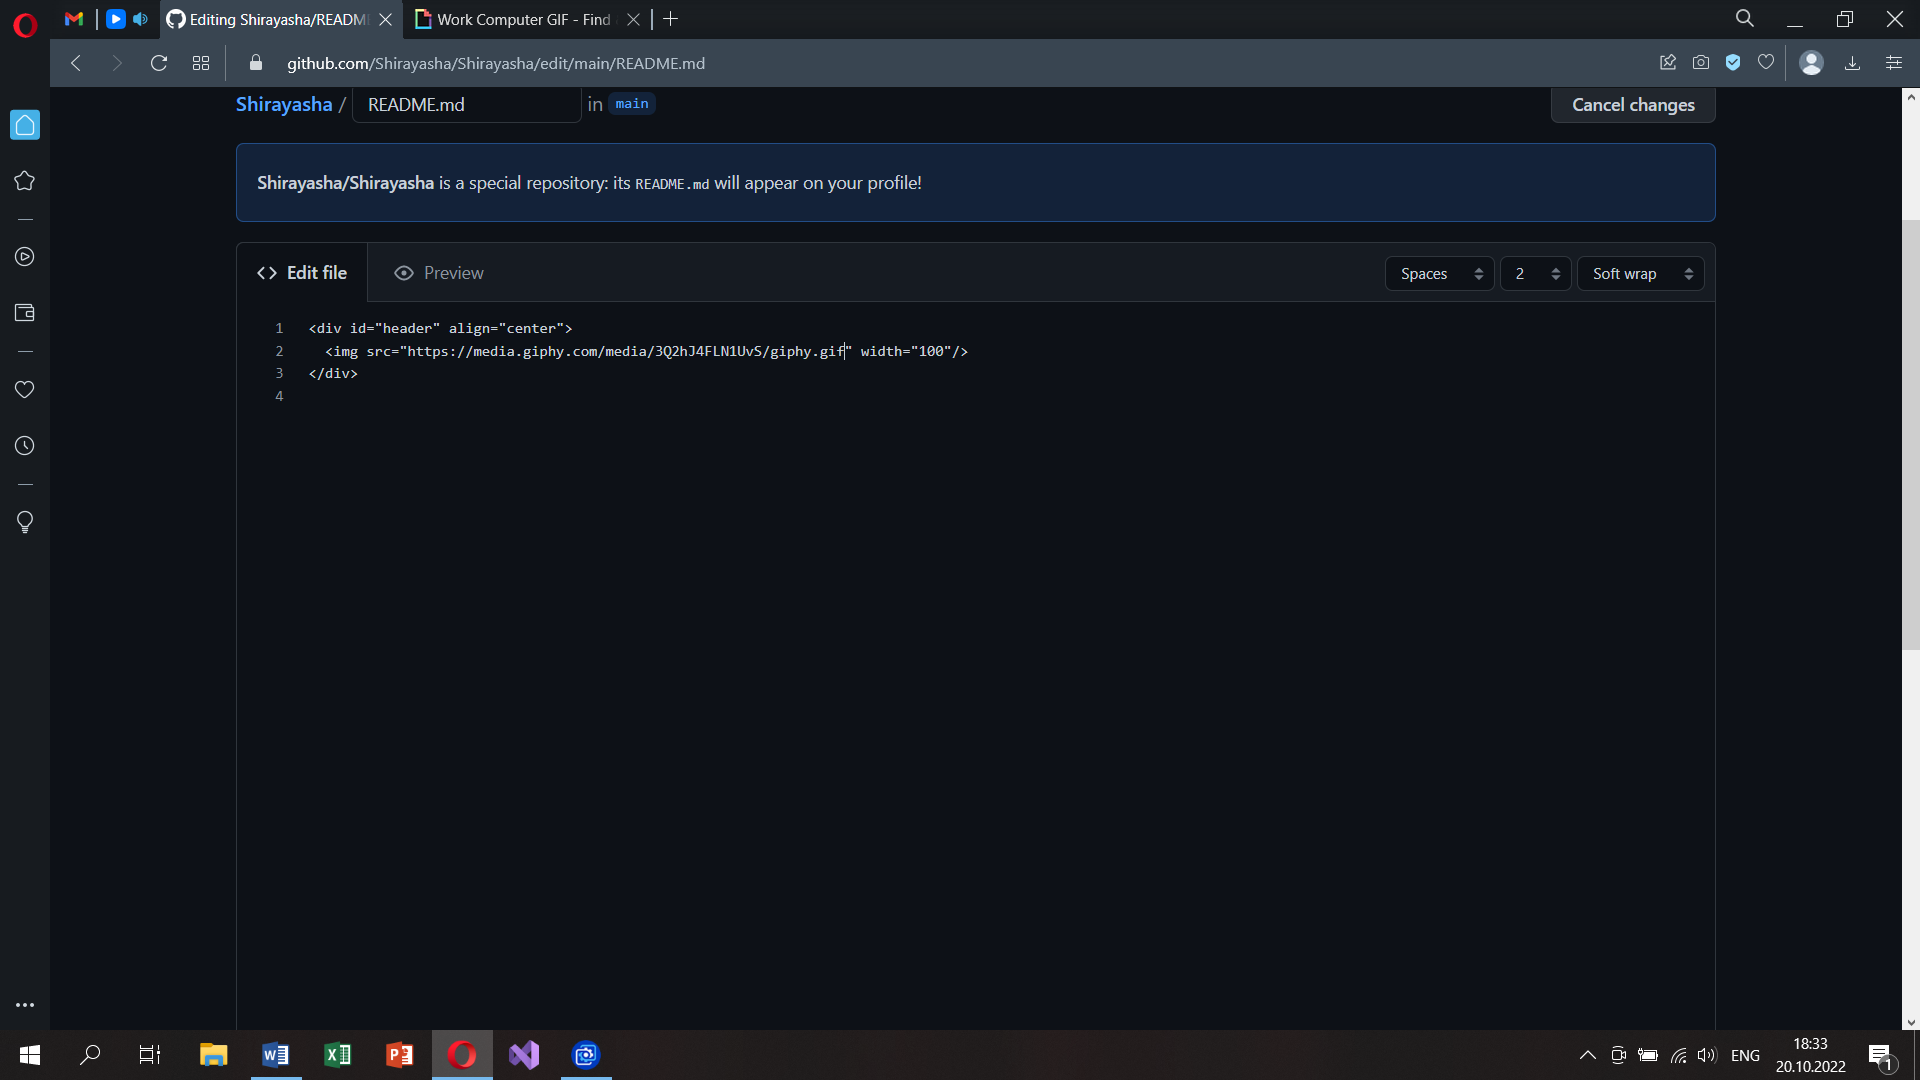 Editing Shirayasha/README
Work Computer GIF - Find
github.com/Shirayasha/Shirayasha/edit/main/README.md
Shirayasha / README.md in main
Cancel changes
Shirayasha/Shirayasha is a special repository: its README.md will appear on your profile!
Edit file
Preview
Spaces
2
Soft wrap
1 <div id="header" align="center">
2 <img src="https://media.giphy.com/media/3Q2hJ4FLN1UvS/giphy.gif" width="100"/>
3 </div>
4
ENG
18:33
20.10.2022
1